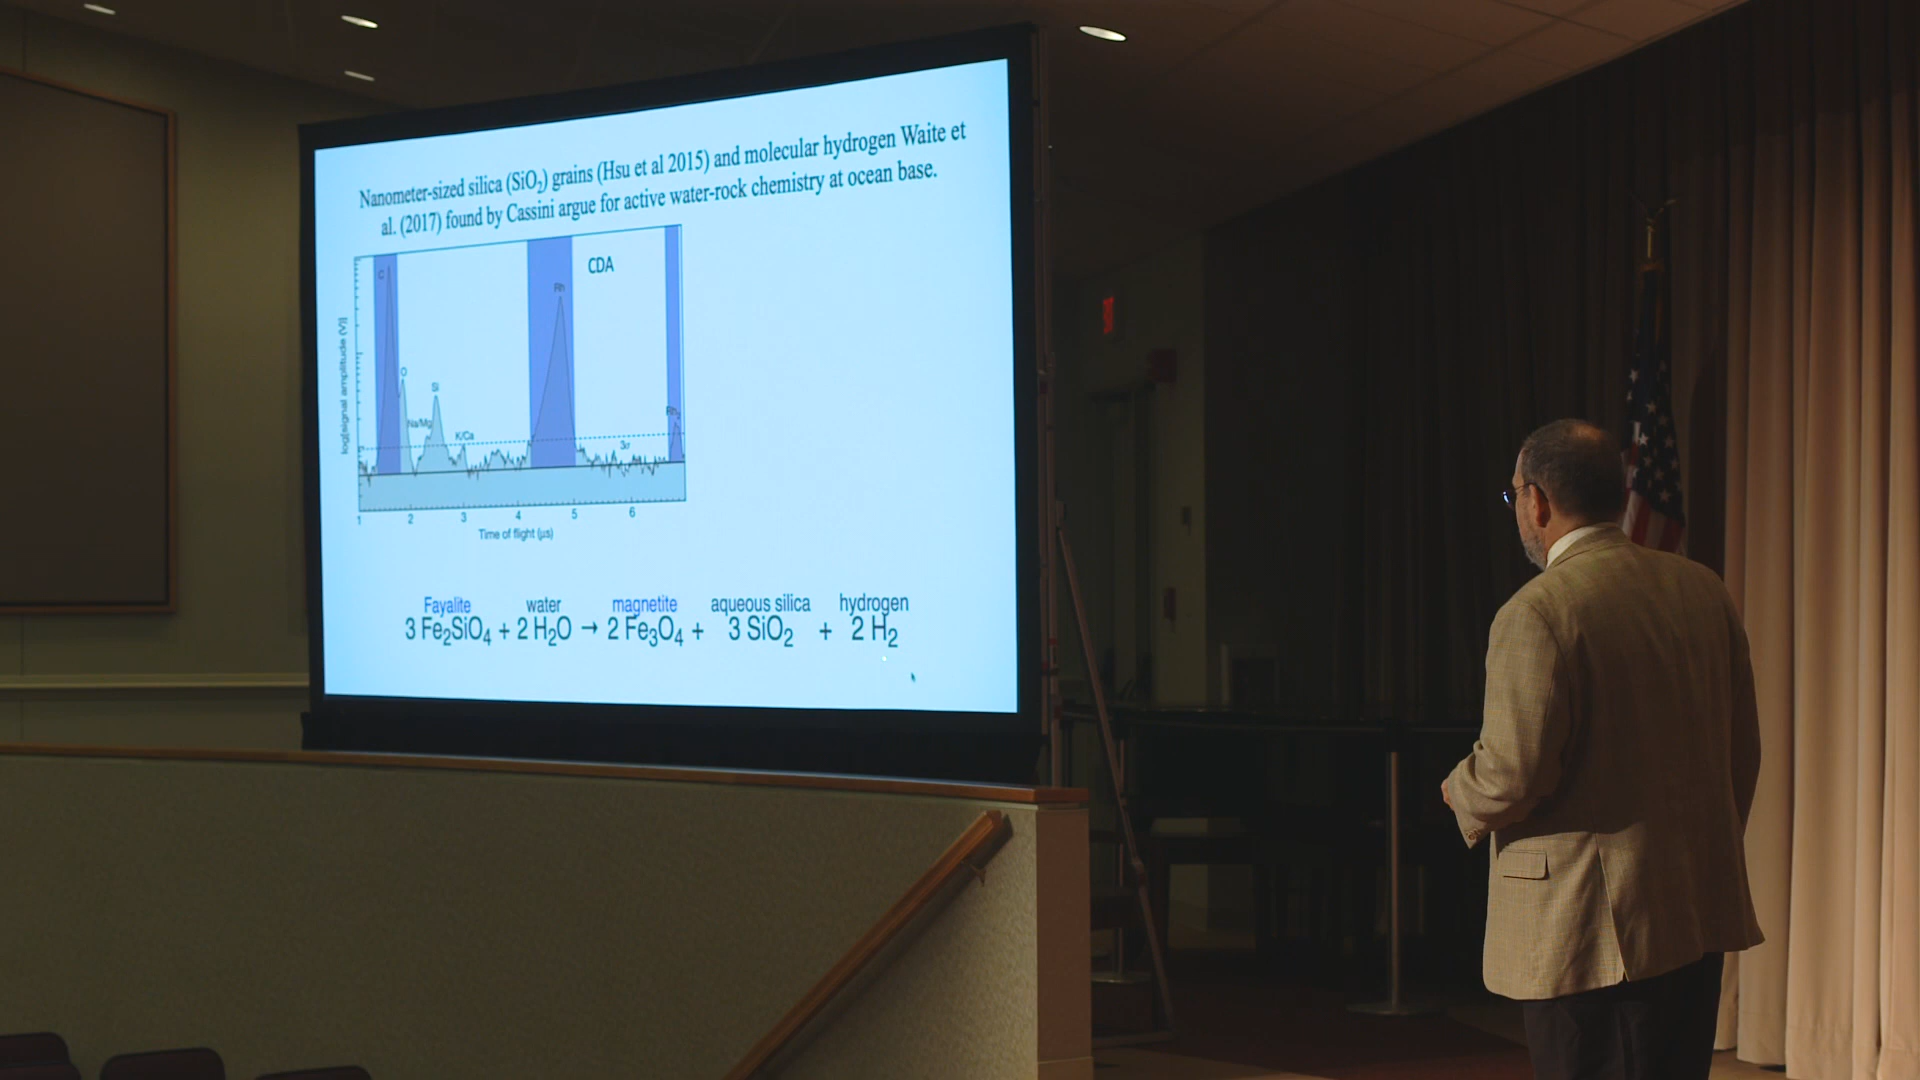 Nanometer-sized silica (SiO₂) grains (Hsu et al 2015) and molecular hydrogen Waite et
al. (2017) found by Cassini argue for active water-rock chemistry at ocean base.
CDA
C
Rh
O
Si
Rh₂
Na/Mg
K/Ca
3σ
log[signal amplitude (V)]
1 2 3 4 5 6
Time of flight (µs)
Fayalite water magnetite aqueous silica hydrogen
3 Fe₂SiO₄ + 2 H₂O → 2 Fe₃O₄ + 3 SiO₂ + 2 H₂